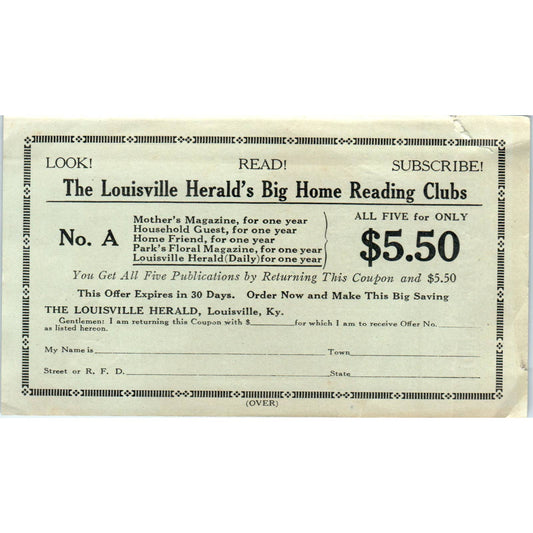 LOOK! READ! SUBSCRIBE!
The Louisville Herald's Big Home Reading Clubs
No. A
Mother's Magazine, for one year
Household Guest, for one year
Home Friend, for one year
Park's Floral Magazine, for one year
Louisville Herald (Daily) for one year
ALL FIVE for ONLY
$5.50
You Get All Five Publications by Returning This Coupon and $5.50
This Offer Expires in 30 Days. Order Now and Make This Big Saving
THE LOUISVILLE HERALD, Louisville, Ky.
Gentlemen: I am returning this Coupon with $ for which I am to receive Offer No.
as listed hereon.
My Name is Town
Street or R. F. D. State
(OVER)